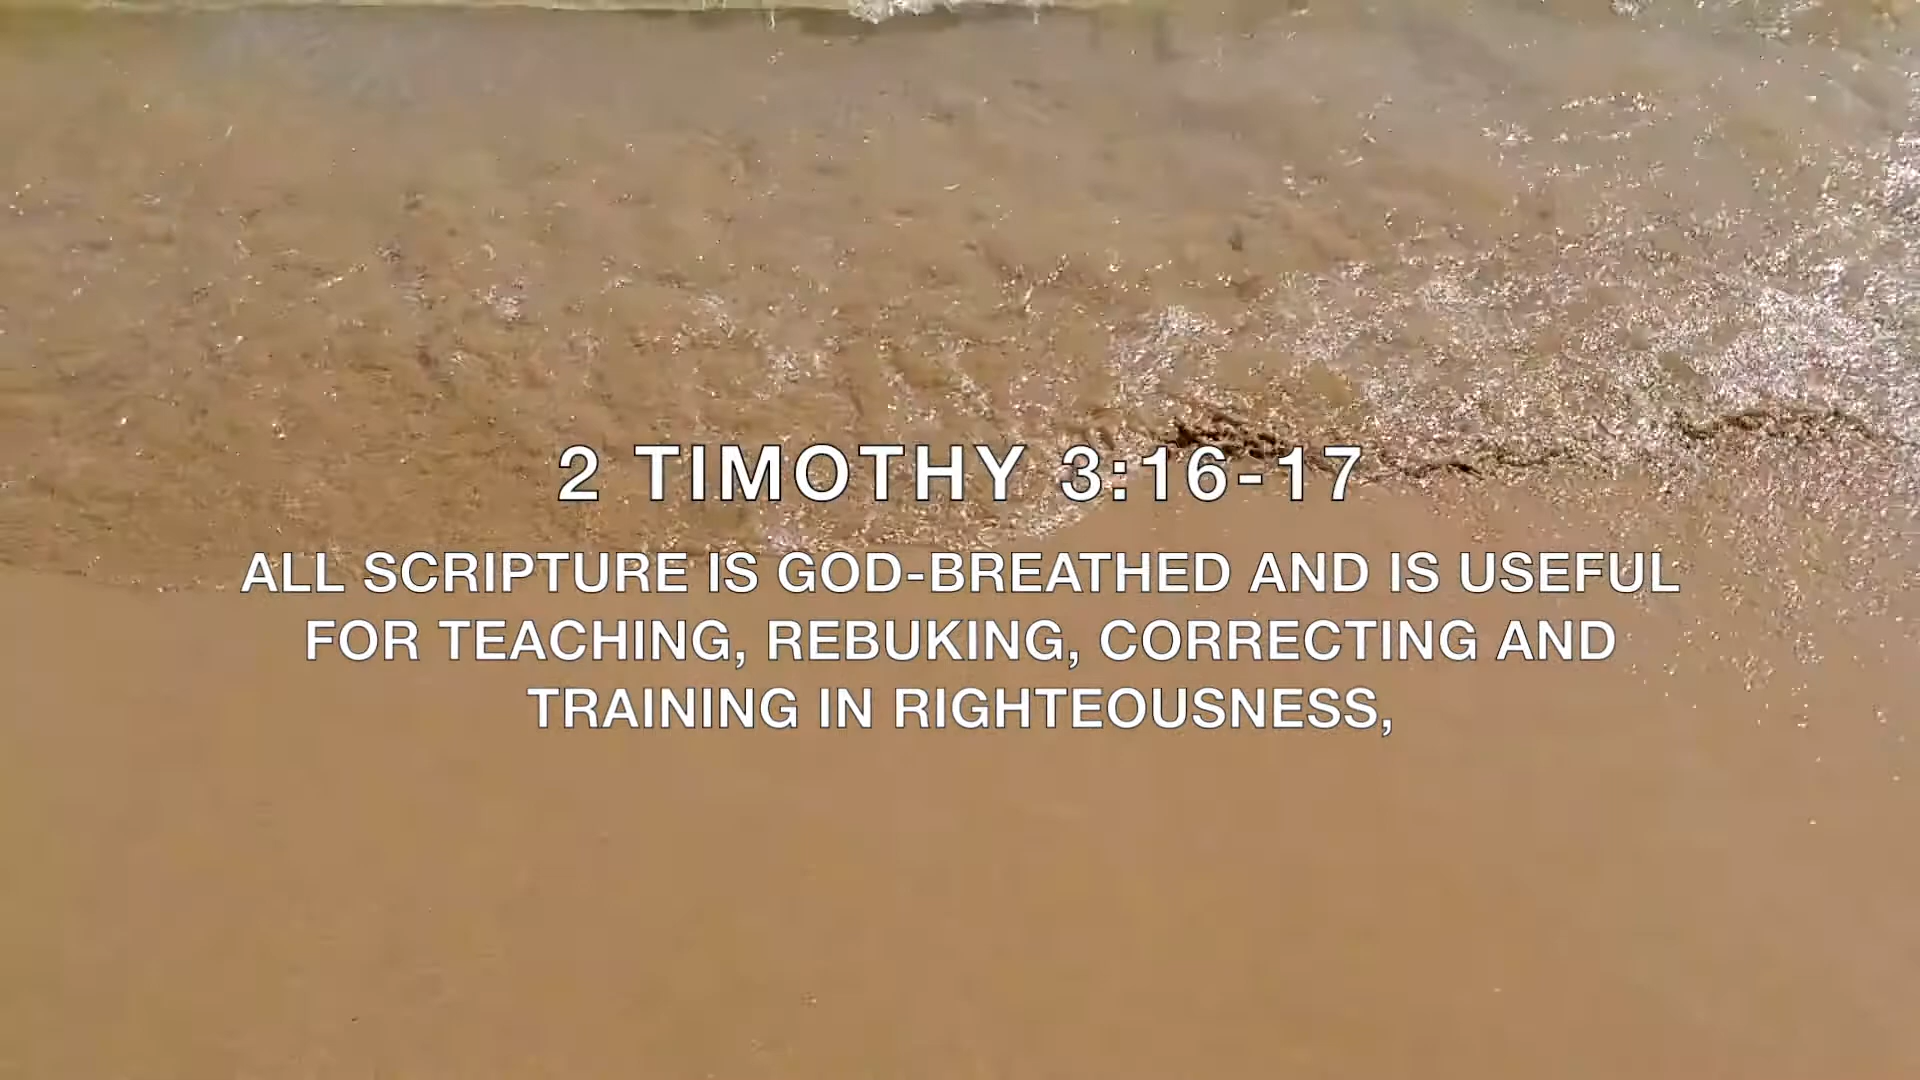 2 TIMOTHY 3:16-17
ALL SCRIPTURE IS GOD-BREATHED AND IS USEFUL
FOR TEACHING, REBUKING, CORRECTING AND
TRAINING IN RIGHTEOUSNESS,